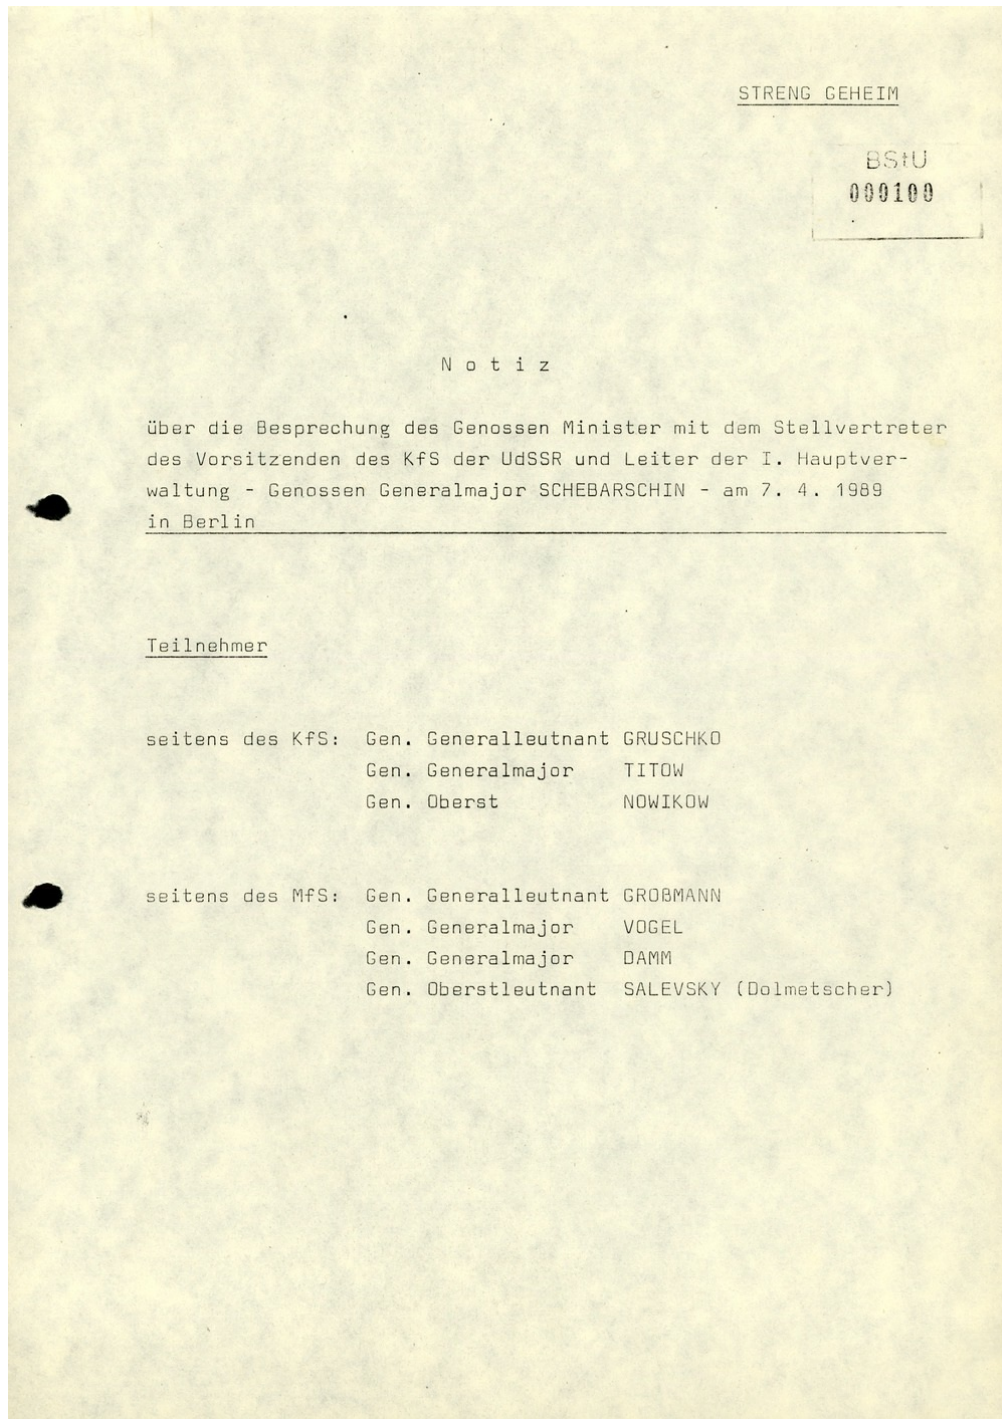 STRENG GEHEIM
BStU
000100
N o t i z
über die Besprechung des Genossen Minister mit dem Stellvertreter
des Vorsitzenden des KfS der UdSSR und Leiter der I. Hauptver-
waltung - Genossen Generalmajor SCHEBARSCHIN - am 7. 4. 1989
in Berlin
Teilnehmer
seitens des KfS: Gen. Generalleutnant GRUSCHKO
Gen. Generalmajor TITOW
Gen. Oberst NOWIKOW
seitens des MfS: Gen. Generalleutnant GROßMANN
Gen. Generalmajor VOGEL
Gen. Generalmajor DAMM
Gen. Oberstleutnant SALEVSKY (Dolmetscher)